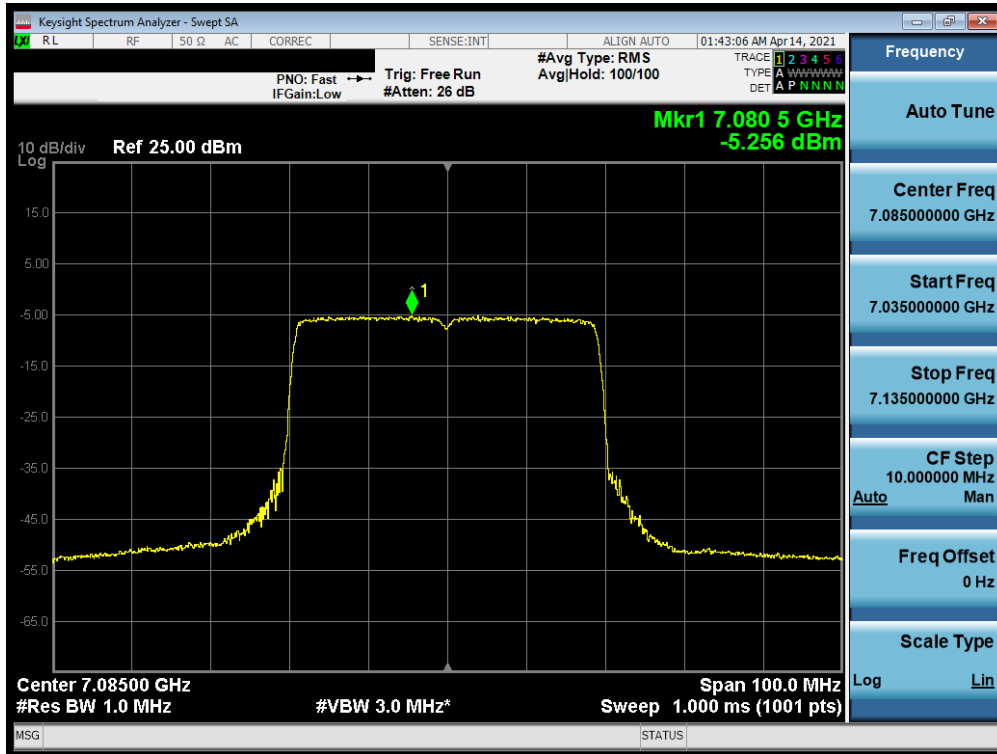 Keysight Spectrum Analyzer - Swept SA
LXI RL RF 50 Ω AC CORREC SENSE:INT ALIGN AUTO 01:43:06 AM Apr 14, 2021
PNO: Fast Trig: Free Run #Avg Type: RMS TRACE 1 2 3 4 5 6
IFGain:Low #Atten: 26 dB Avg|Hold: 100/100 TYPE A WWWWW
DET A P N N N N
Mkr1 7.080 5 GHz
-5.256 dBm
10 dB/div Ref 25.00 dBm
Log
15.0
5.00
-5.00
-15.0
-25.0
-35.0
-45.0
-55.0
-65.0
1
Center 7.08500 GHz Span 100.0 MHz
#Res BW 1.0 MHz #VBW 3.0 MHz* Sweep 1.000 ms (1001 pts)
MSG STATUS
Frequency
Auto Tune
Center Freq
7.085000000 GHz
Start Freq
7.035000000 GHz
Stop Freq
7.135000000 GHz
CF Step
10.000000 MHz
Auto Man
Freq Offset
0 Hz
Scale Type
Log Lin